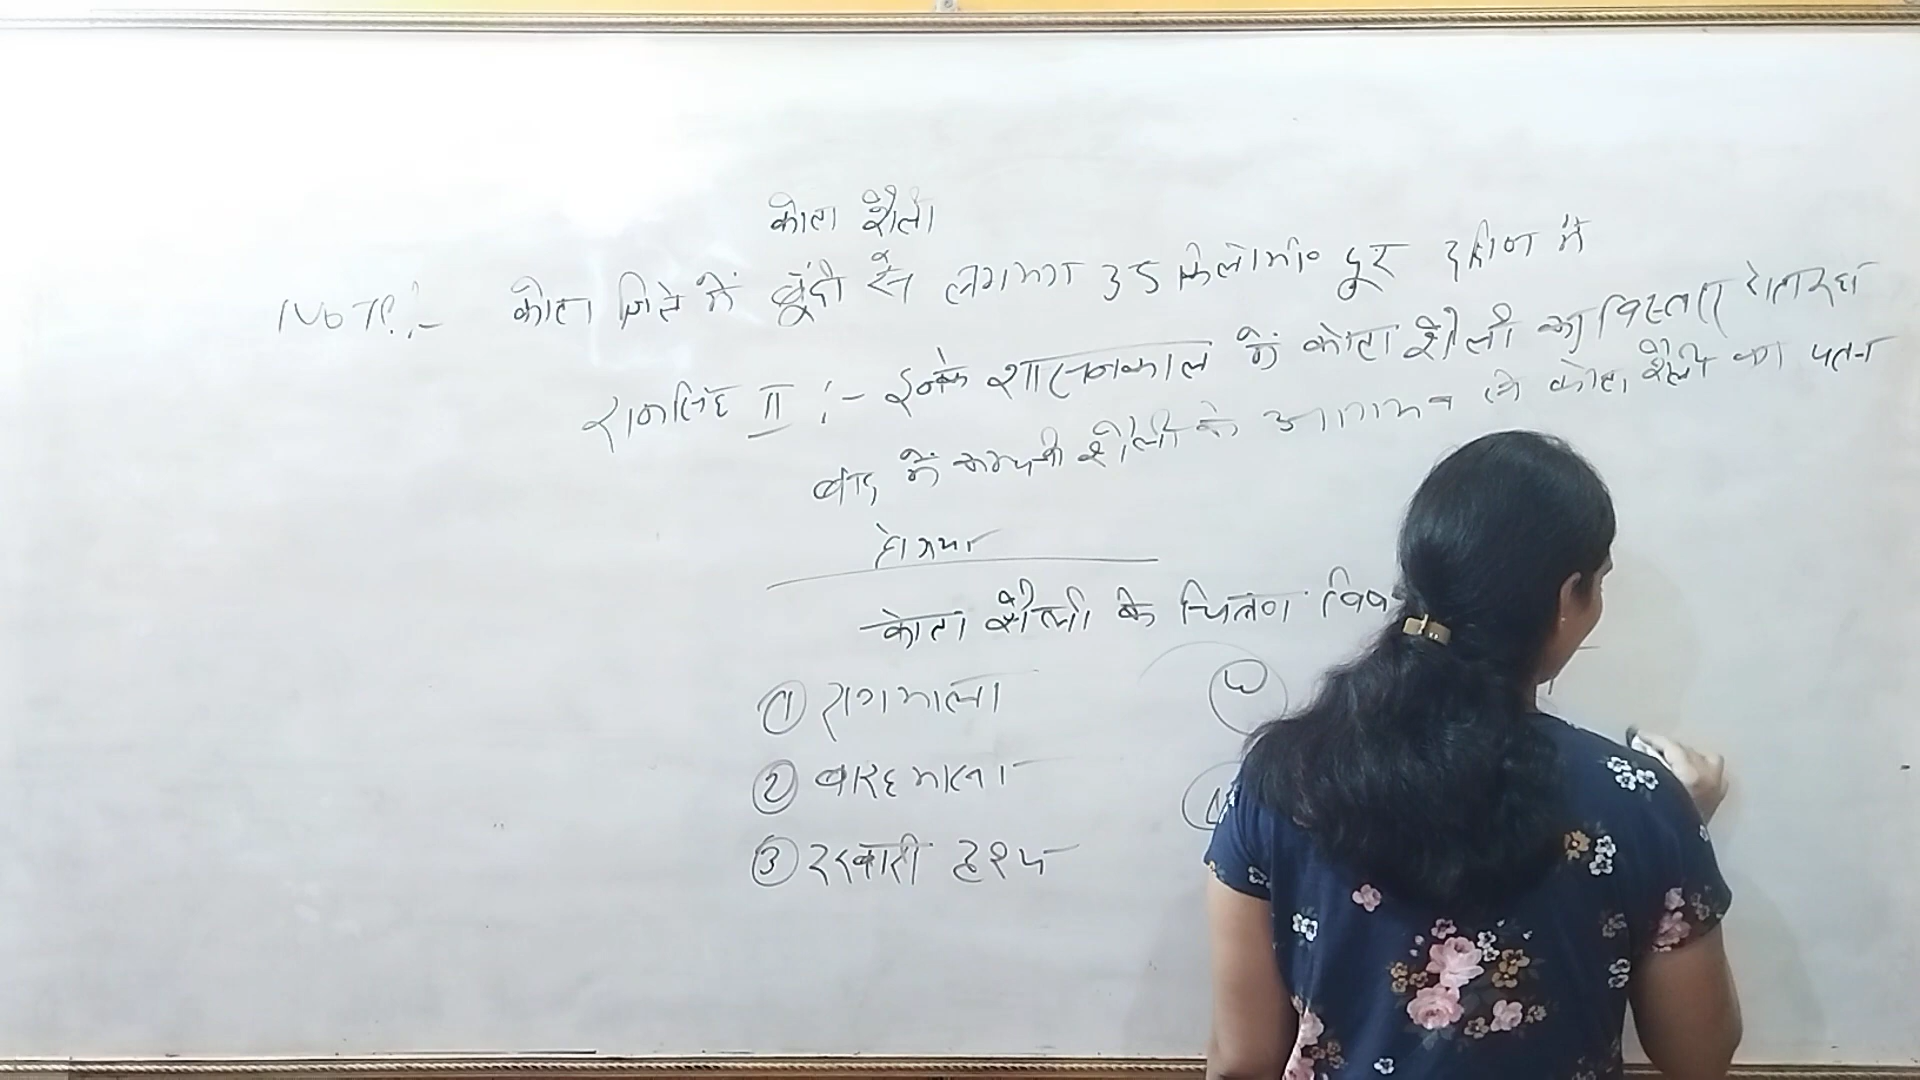 कोटा शैली
NOTE:- कोटा जिले में बूंदी से लगभग 35 किलोमी० दूर दक्षिण में
रामसिंह II :- इनके शासनकाल में कोटा शैली का विस्तार होता रहा
बाद में कम्पनी शैली के आगमन से कोटा शैली का पतन
हो गया
कोटा शैली के चित्रण
① रागमाला
② बारहमासा
③ दरबारी दृश्य